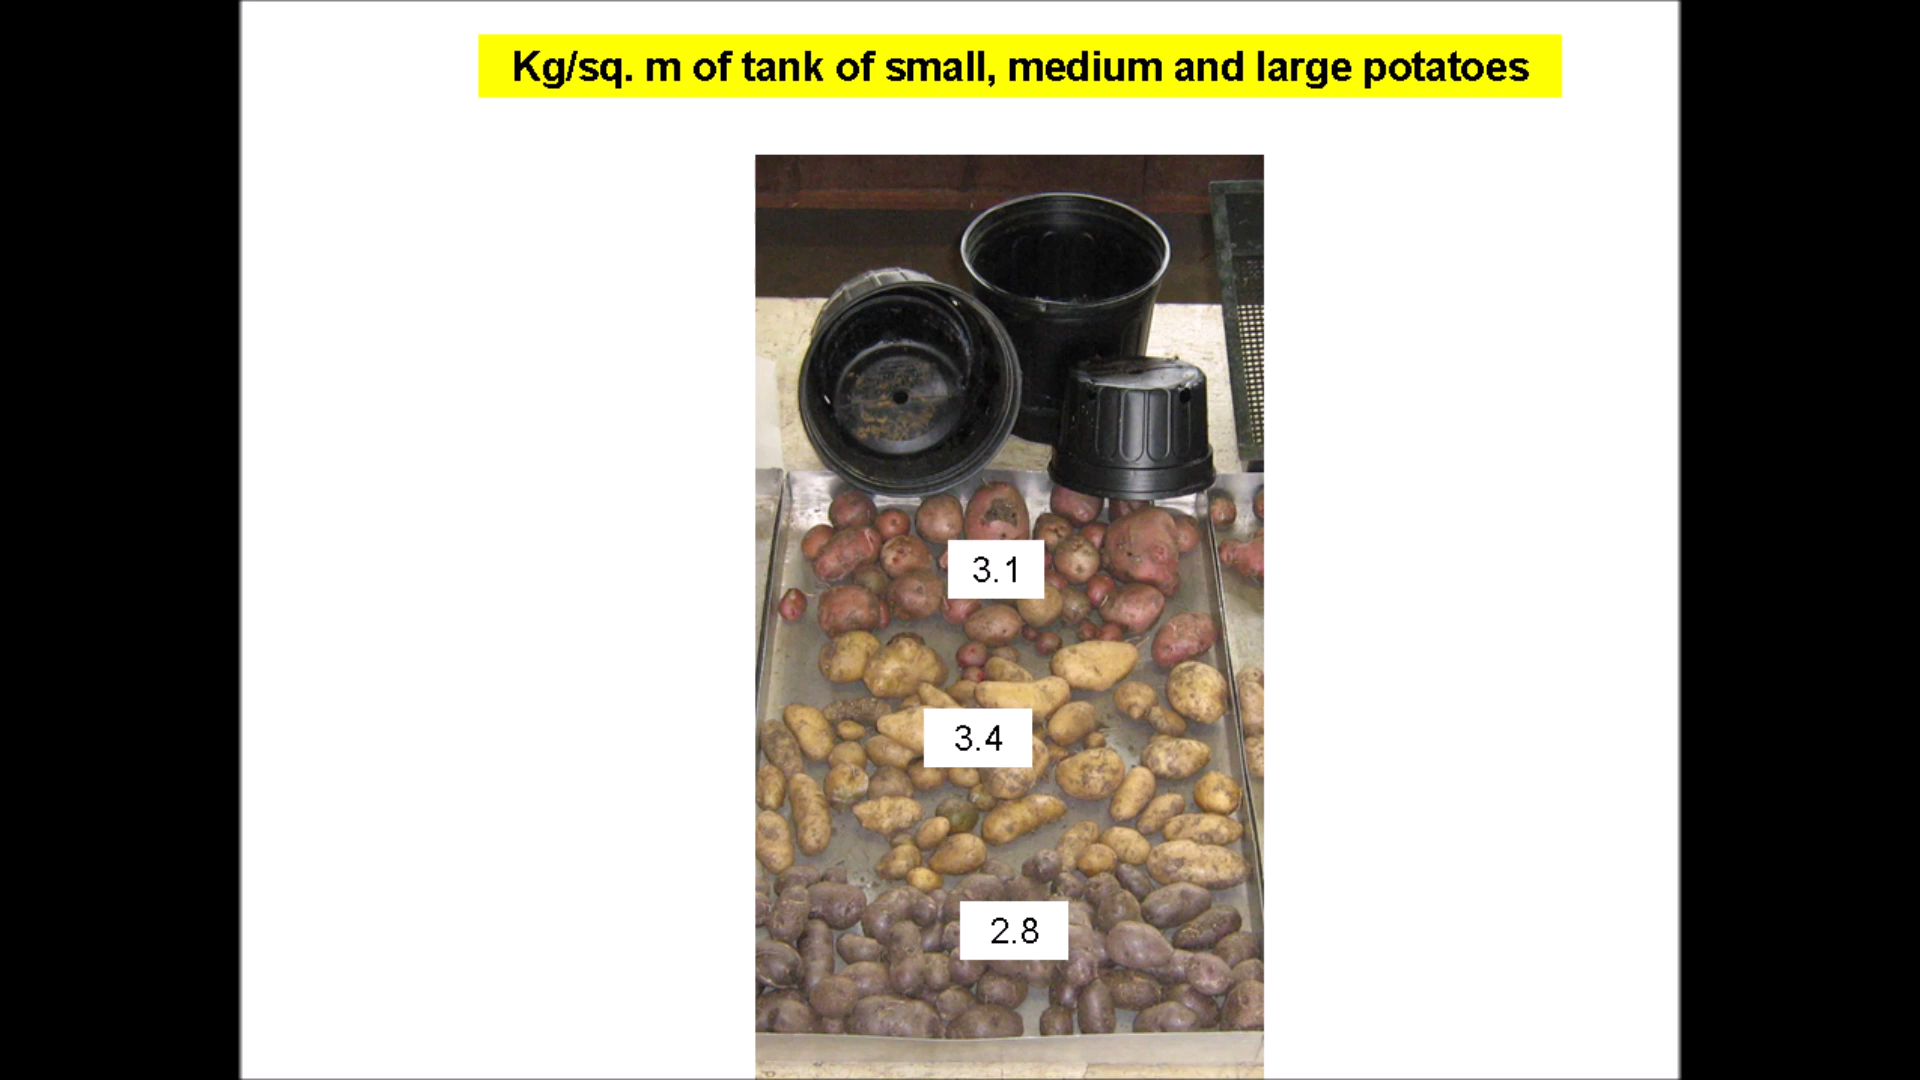 Kg/sq. m of tank of small, medium and large potatoes
3.1
3.4
2.8